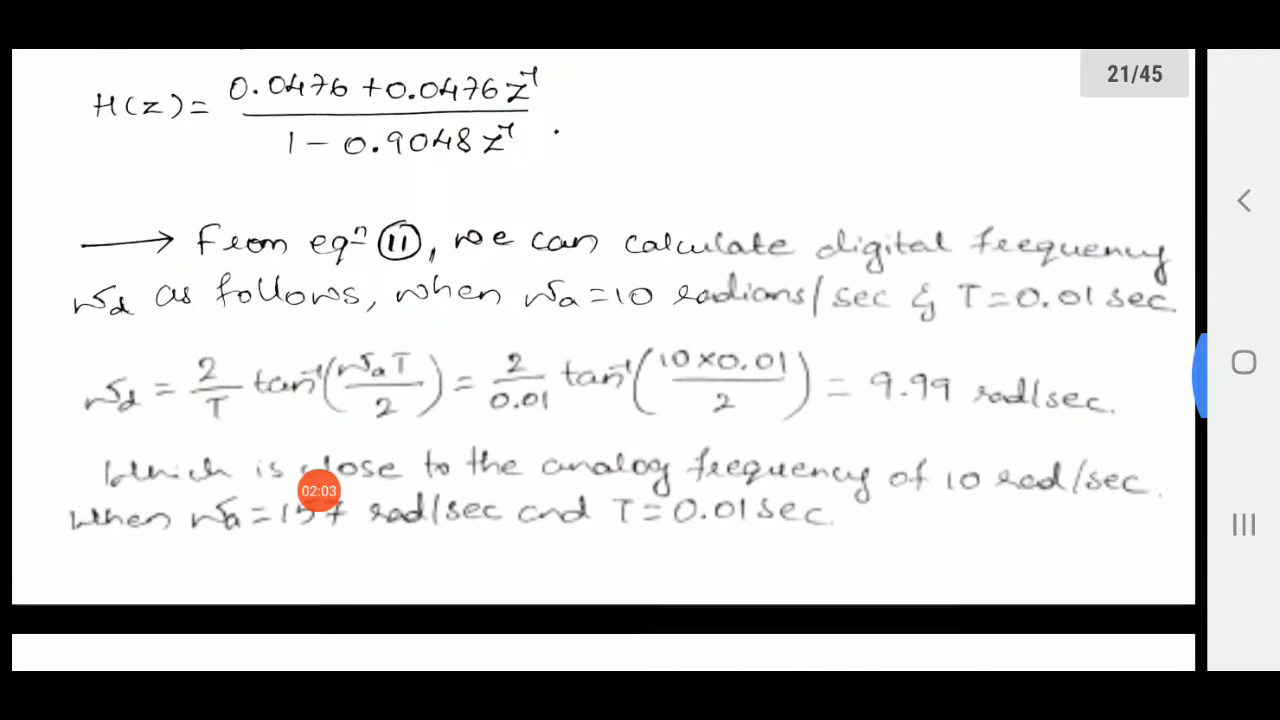 21/45
H(z) = 0.0476 + 0.0476 z⁻¹ / 1 - 0.9048 z⁻¹ .
→ From eqⁿ ⑪, we can calculate digital frequency
ωd as follows, when ωa = 10 radians/sec & T = 0.01 sec.
ωd = 2/T tan⁻¹(ωaT/2) = 2/0.01 tan⁻¹(10×0.01/2) = 9.99 rad/sec.
Which is close to the analog frequency of 10 rad/sec.
02:03
When ωa = 157 rad/sec and T = 0.01 sec.